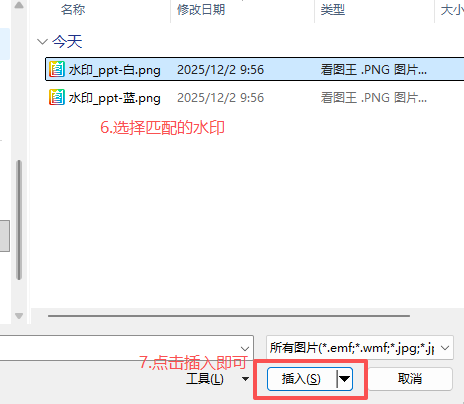 名称 修改日期 类型 大小
今天
水印_ppt-白.png 2025/12/2 9:56 看图王 .PNG 图片...
水印_ppt-蓝.png 2025/12/2 9:56 看图王 .PNG 图片...
6.选择匹配的水印
所有图片(*.emf;*.wmf;*.jpg;*.jp
7.点击插入即可
工具(L) 插入(S) 取消